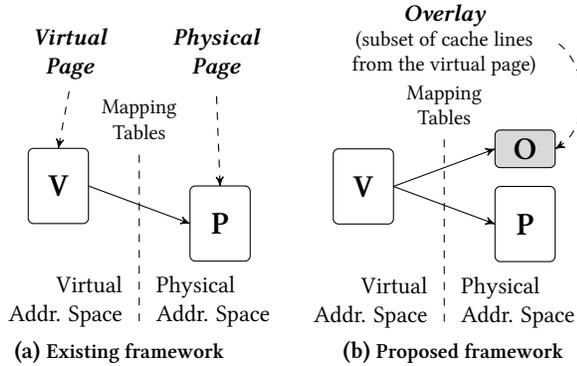 Virtual
Page
Physical
Page
Mapping
Tables
V
P
Virtual
Addr. Space
Physical
Addr. Space
(a) Existing framework
Overlay
(subset of cache lines
from the virtual page)
Mapping
Tables
O
V
P
Virtual
Addr. Space
Physical
Addr. Space
(b) Proposed framework